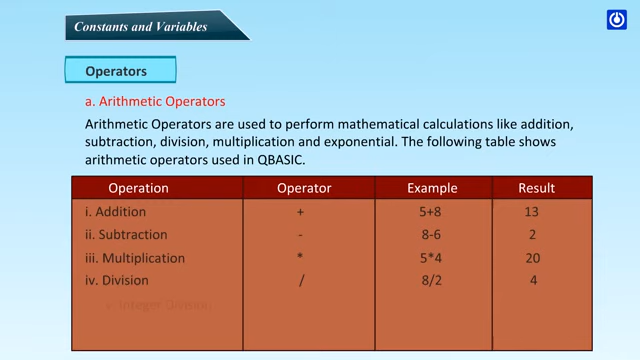 Constants and Variables
Operators
a. Arithmetic Operators
Arithmetic Operators are used to perform mathematical calculations like addition,
subtraction, division, multiplication and exponential. The following table shows
arithmetic operators used in QBASIC.
Operation Operator Example Result
i. Addition + 5+8 13
ii. Subtraction - 8-6 2
iii. Multiplication * 5*4 20
iv. Division / 8/2 4
v. Integer Division